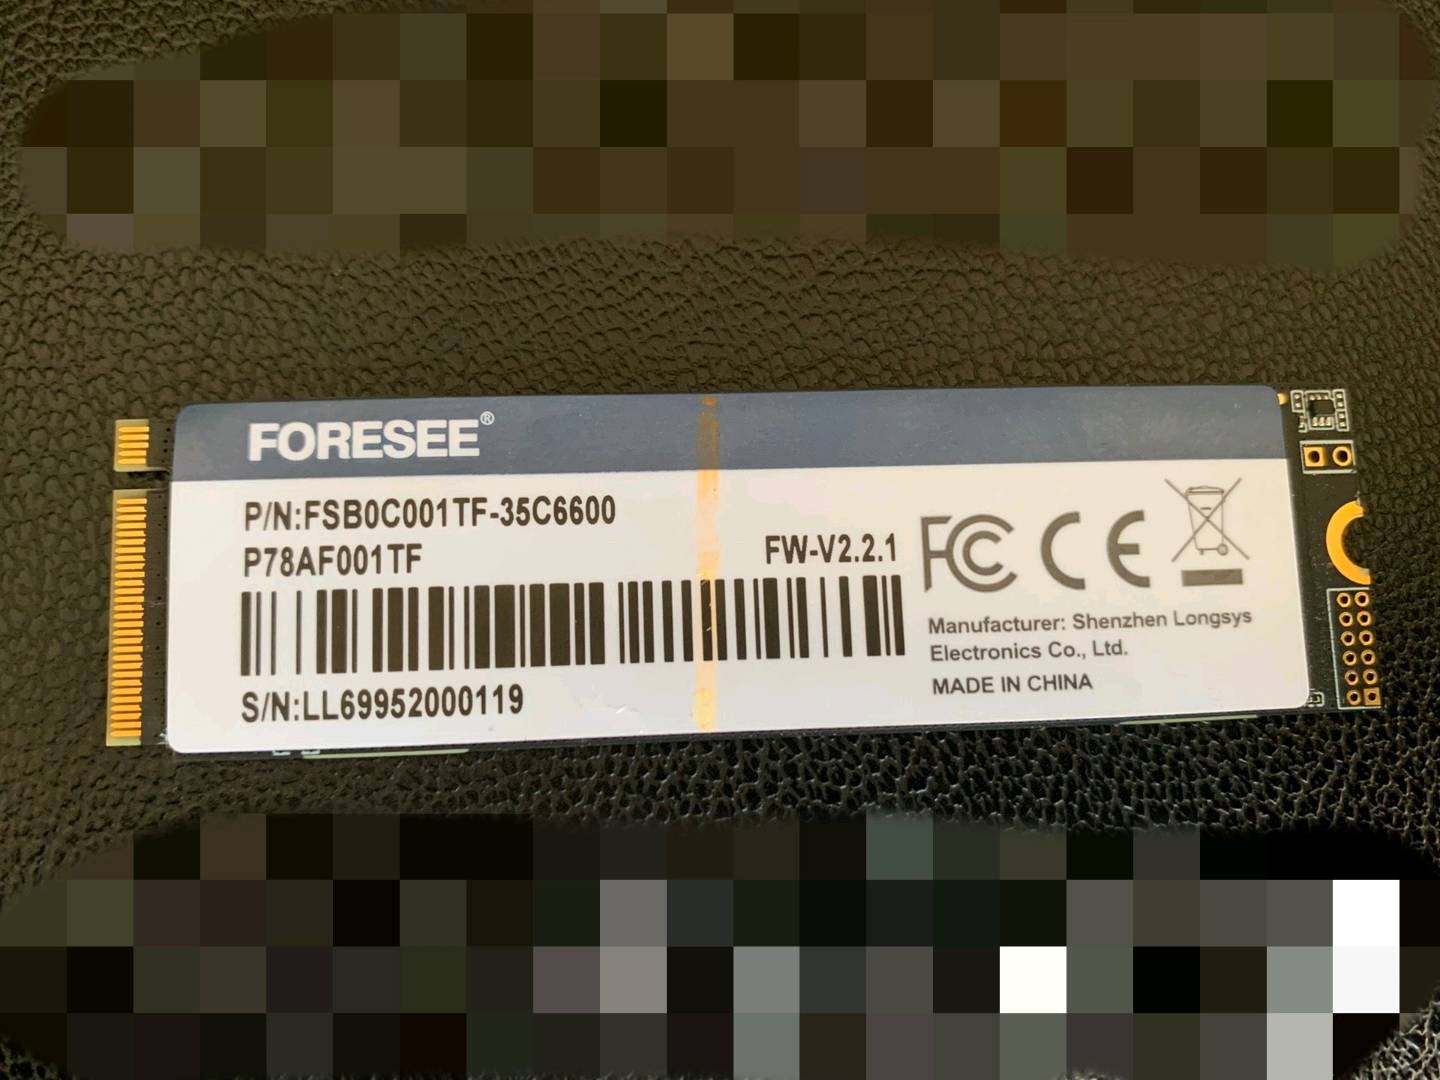 FORESEE®
P/N:FSB0C001TF-35C6600
P78AF001TF
FW-V2.2.1
S/N:LL69952000119
FC CE
Manufacturer: Shenzhen Longsys
Electronics Co., Ltd.
MADE IN CHINA